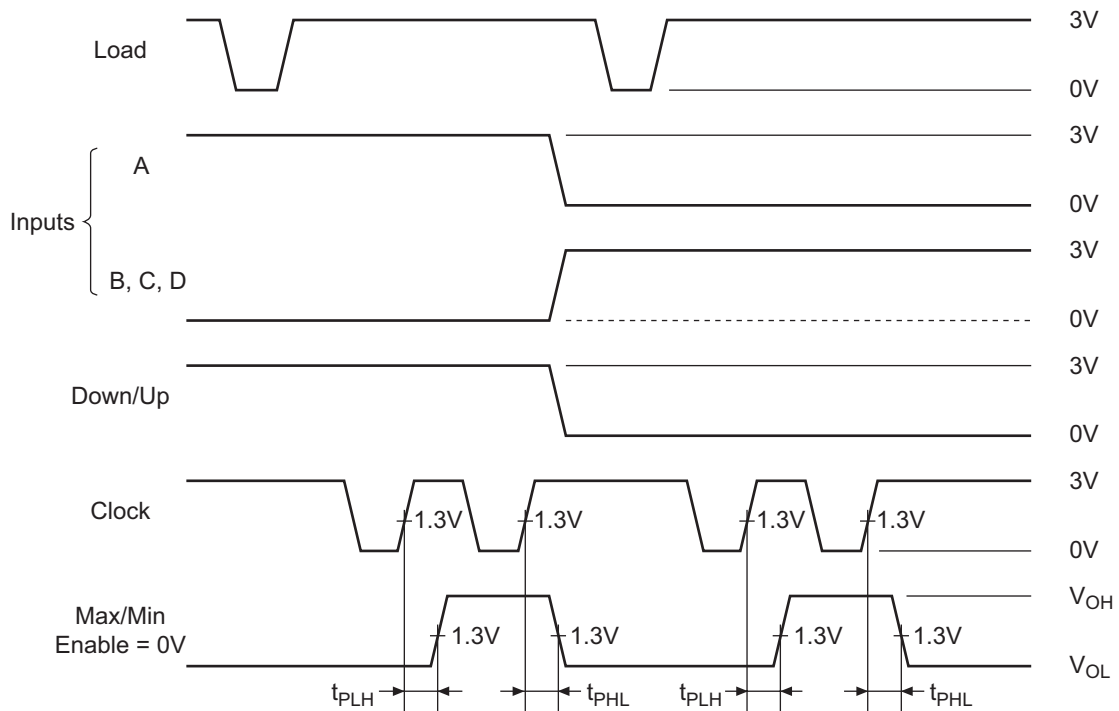 Load
3V
0V
Inputs
A
3V
0V
B, C, D
3V
0V
Down/Up
3V
0V
Clock
1.3V
1.3V
1.3V
1.3V
3V
0V
Max/Min
Enable = 0V
1.3V
1.3V
1.3V
1.3V
VOH
VOL
tPLH
tPHL
tPLH
tPHL